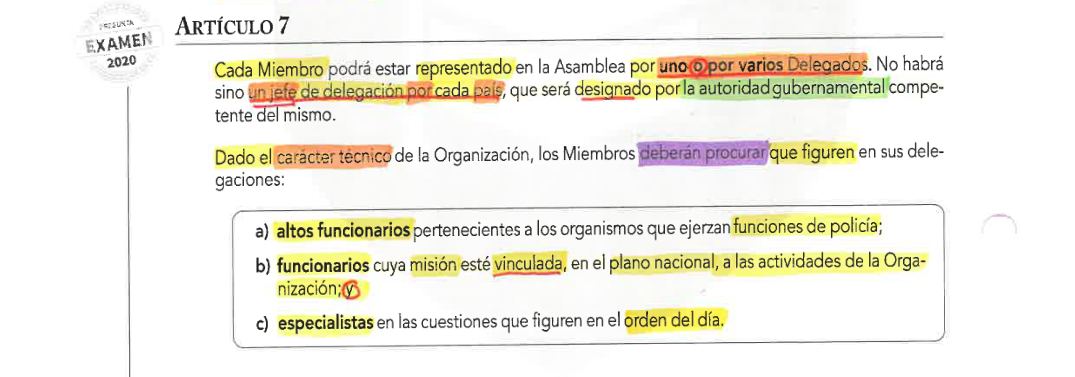 PREGUNTA
EXAMEN
2020
ARTÍCULO 7
Cada Miembro podrá estar representado en la Asamblea por uno o por varios Delegados. No habrá
sino un jefe de delegación por cada país, que será designado por la autoridad gubernamental compe-
tente del mismo.
Dado el carácter técnico de la Organización, los Miembros deberán procurar que figuren en sus dele-
gaciones:
a) altos funcionarios pertenecientes a los organismos que ejerzan funciones de policía;
b) funcionarios cuya misión esté vinculada, en el plano nacional, a las actividades de la Orga-
nización; y
c) especialistas en las cuestiones que figuren en el orden del día.